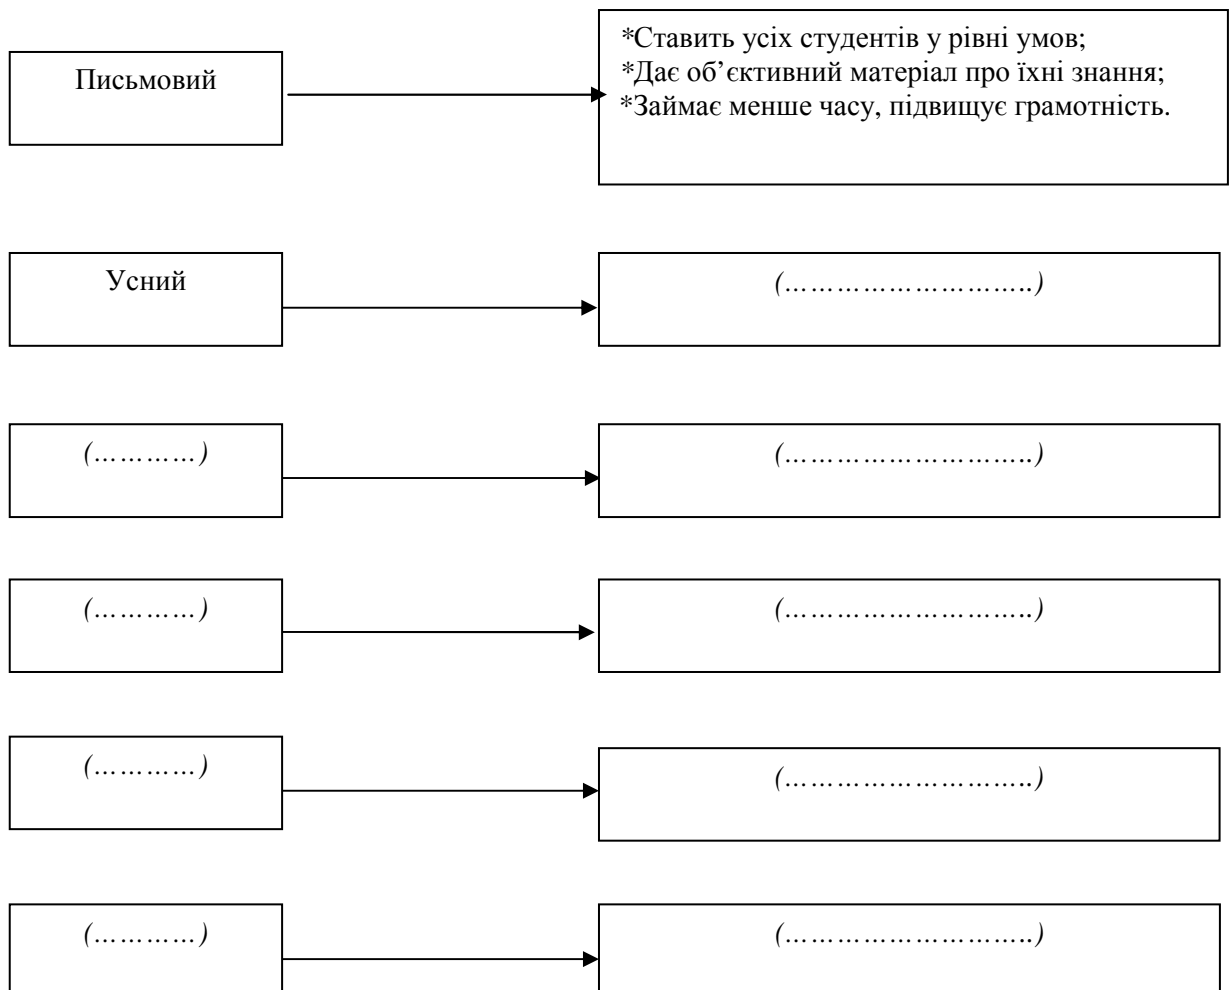 Письмовий
*Ставить усіх студентів у рівні умов;
*Дає об’єктивний матеріал про їхні знання;
*Займає менше часу, підвищує грамотність.
Усний
(………………………..)
(…………)
(………………………..)
(…………)
(………………………..)
(…………)
(………………………..)
(…………)
(………………………..)